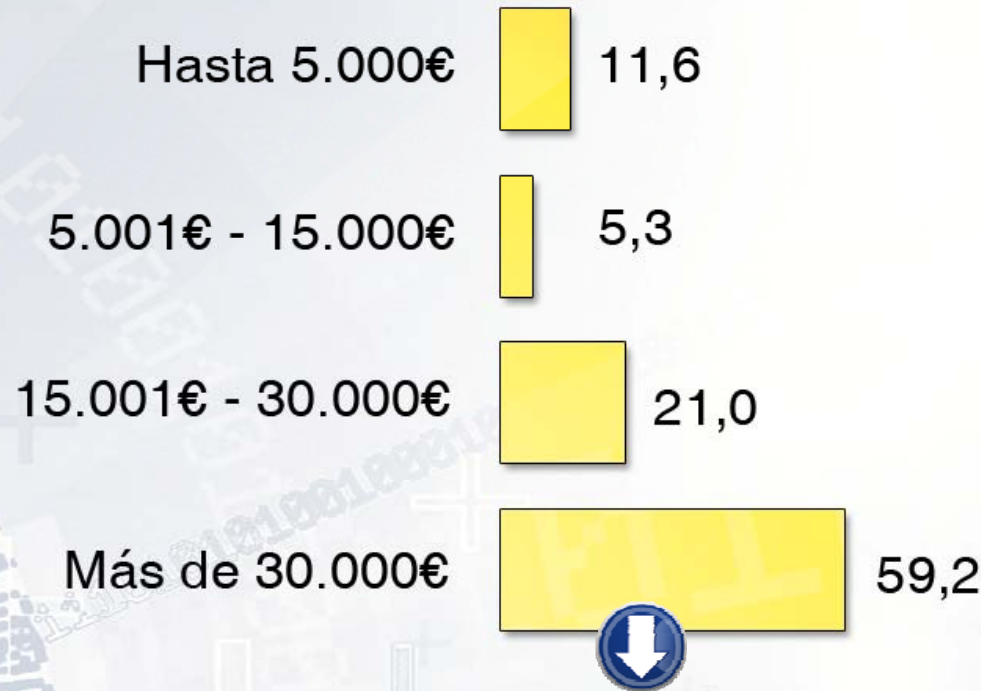 Hasta 5.000€ 11,6
5.001€ - 15.000€ 5,3
15.001€ - 30.000€ 21,0
Más de 30.000€ 59,2